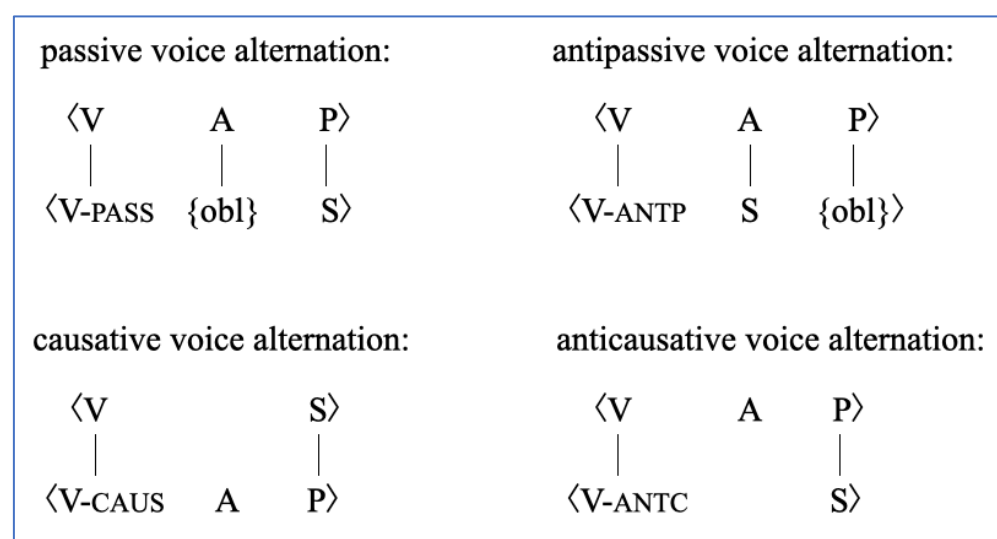 passive voice alternation:
〈V A P〉
〈V-PASS {obl} S〉
antipassive voice alternation:
〈V A P〉
〈V-ANTP S {obl}〉
causative voice alternation:
〈V S〉
〈V-CAUS A P〉
anticausative voice alternation:
〈V A P〉
〈V-ANTC S〉